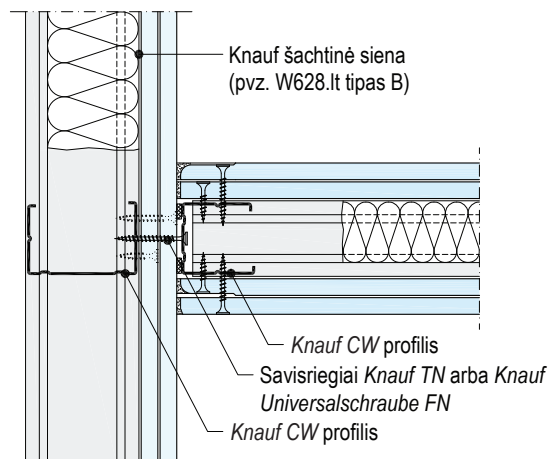 Knauf šachtinė siena
(pvz. W628.lt tipas B)
Knauf CW profilis
Savisriegiai Knauf TN arba Knauf
Universalschraube FN
Knauf CW profilis